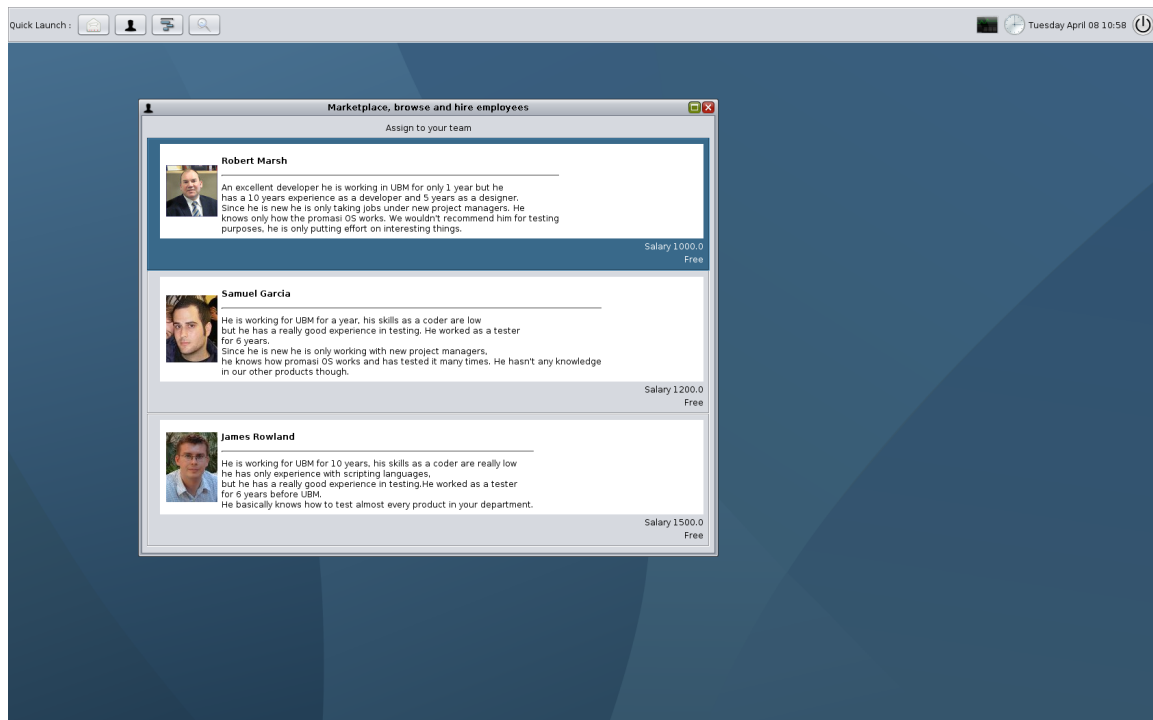 Quick Launch :
Tuesday April 08 10:58
Marketplace, browse and hire employees
Assign to your team
Robert Marsh
An excellent developer he is working in UBM for only 1 year but he
has a 10 years experience as a developer and 5 years as a designer.
Since he is new he is only taking jobs under new project managers. He
knows only how the promasi OS works. We wouldn't recommend him for testing
purposes, he is only putting effort on interesting things.
Salary 1000.0
Free
Samuel Garcia
He is working for UBM for a year, his skills as a coder are low
but he has a really good experience in testing. He worked as a tester
for 6 years.
Since he is new he is only working with new project managers,
he knows how promasi OS works and has tested it many times. He hasn't any knowledge
in our other products though.
Salary 1200.0
Free
James Rowland
He is working for UBM for 10 years, his skills as a coder are really low
he has only experience with scripting languages,
but he has a really good experience in testing.He worked as a tester
for 6 years before UBM.
He basically knows how to test almost every product in your department.
Salary 1500.0
Free